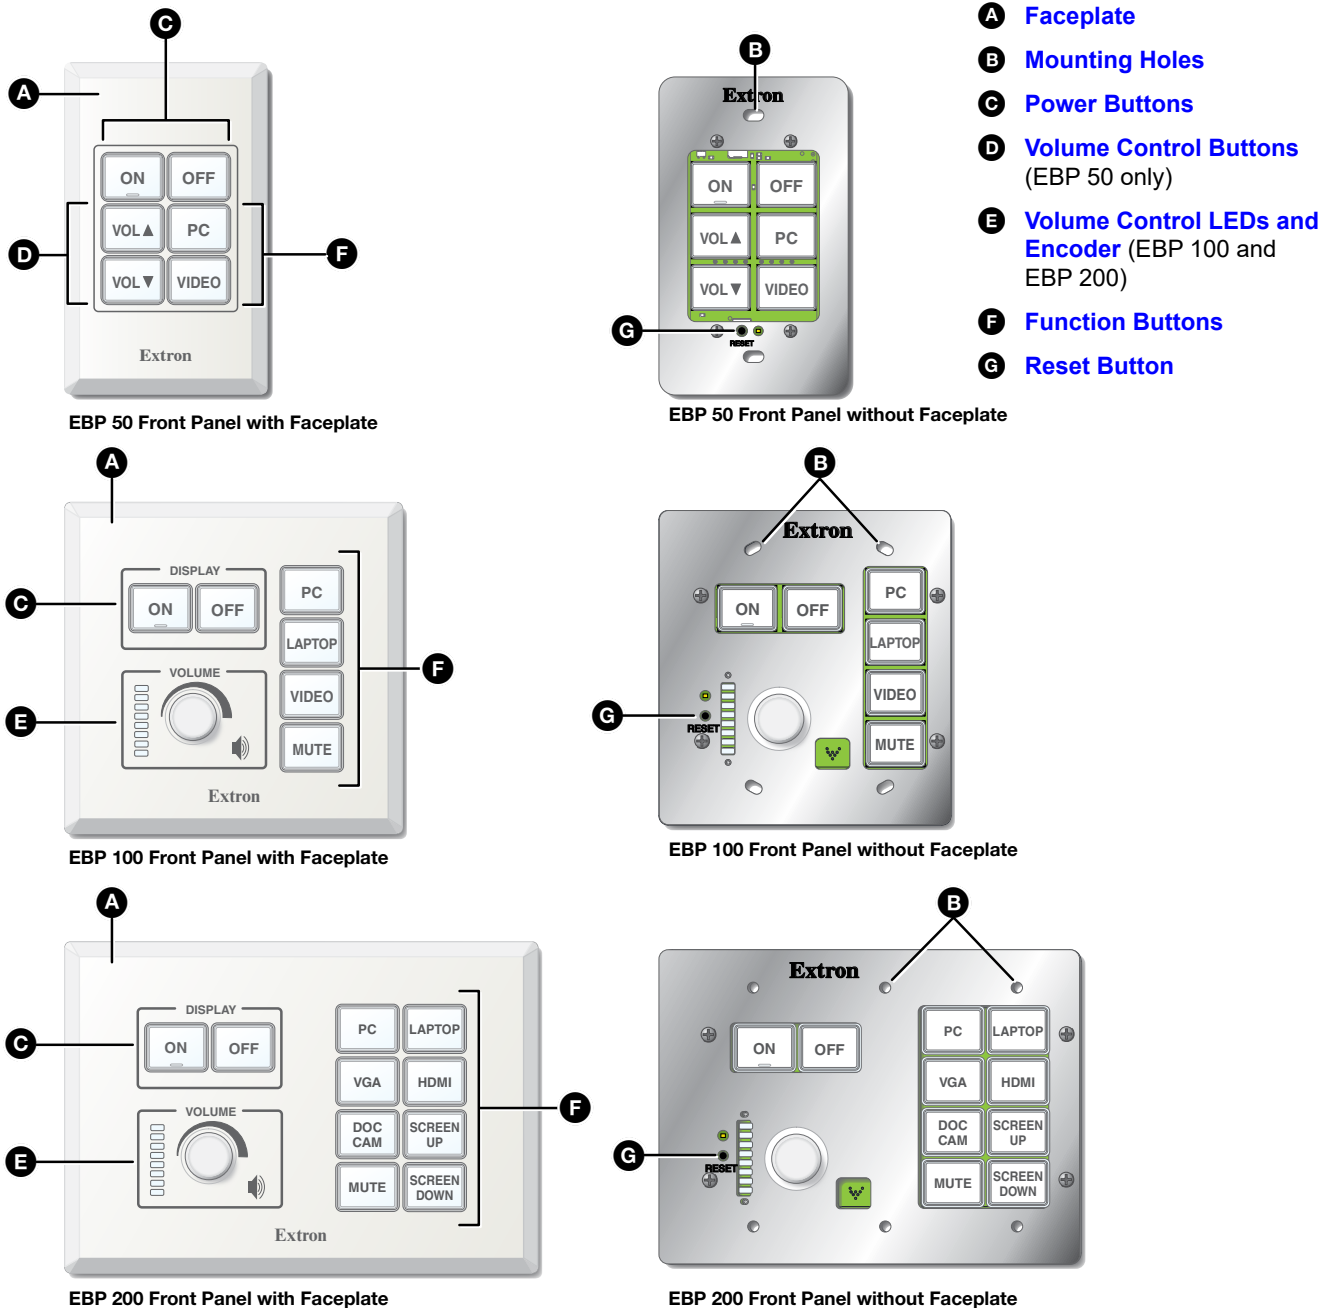 C
A
ON OFF
VOL▲ PC
VOL▼ VIDEO
D
F
Extron
EBP 50 Front Panel with Faceplate
B
Extron
ON OFF
VOL▲ PC
VOL▼ VIDEO
G
RESET
EBP 50 Front Panel without Faceplate
A Faceplate
B Mounting Holes
C Power Buttons
D Volume Control Buttons
(EBP 50 only)
E Volume Control LEDs and
Encoder (EBP 100 and
EBP 200)
F Function Buttons
G Reset Button
A
DISPLAY
C
ON OFF
PC
LAPTOP
VIDEO
MUTE
F
VOLUME
E
Extron
EBP 100 Front Panel with Faceplate
B
Extron
ON OFF
PC
LAPTOP
VIDEO
MUTE
G
RESET
EBP 100 Front Panel without Faceplate
A
DISPLAY
C
ON OFF
PC LAPTOP
VGA HDMI
DOC CAM SCREEN UP
MUTE SCREEN DOWN
F
VOLUME
E
Extron
EBP 200 Front Panel with Faceplate
B
Extron
ON OFF
PC LAPTOP
VGA HDMI
DOC CAM SCREEN UP
MUTE SCREEN DOWN
G
RESET
EBP 200 Front Panel without Faceplate